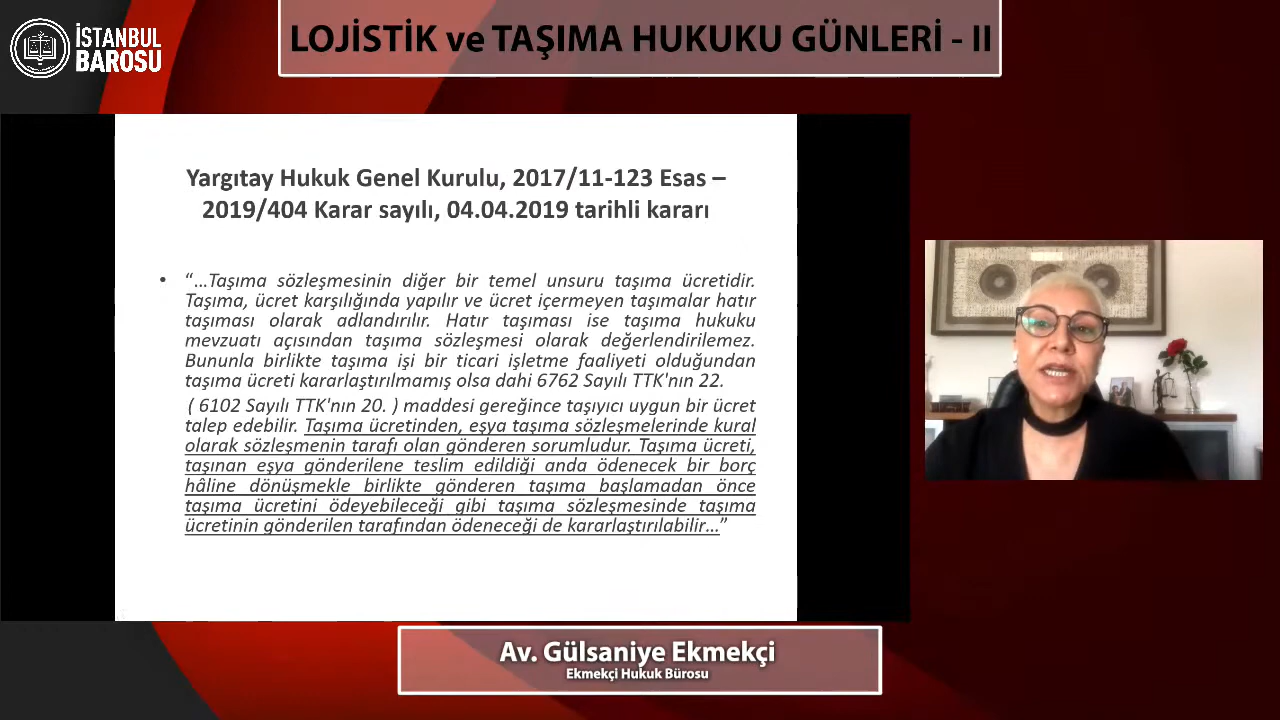 İSTANBUL
BAROSU
LOJİSTİK ve TAŞIMA HUKUKU GÜNLERİ - II
Yargıtay Hukuk Genel Kurulu, 2017/11-123 Esas –
2019/404 Karar sayılı, 04.04.2019 tarihli kararı
• “…Taşıma sözleşmesinin diğer bir temel unsuru taşıma ücretidir.
Taşıma, ücret karşılığında yapılır ve ücret içermeyen taşımalar hatır
taşıması olarak adlandırılır. Hatır taşıması ise taşıma hukuku
mevzuatı açısından taşıma sözleşmesi olarak değerlendirilemez.
Bununla birlikte taşıma işi bir ticari işletme faaliyeti olduğundan
taşıma ücreti kararlaştırılmamış olsa dahi 6762 Sayılı TTK'nın 22.
( 6102 Sayılı TTK'nın 20. ) maddesi gereğince taşıyıcı uygun bir ücret
talep edebilir. Taşıma ücretinden, eşya taşıma sözleşmelerinde kural
olarak sözleşmenin tarafı olan gönderen sorumludur. Taşıma ücreti,
taşınan eşya gönderilene teslim edildiği anda ödenecek bir borç
hâline dönüşmekle birlikte gönderen taşıma başlamadan önce
taşıma ücretini ödeyebileceği gibi taşıma sözleşmesinde taşıma
ücretinin gönderilen tarafından ödeneceği de kararlaştırılabilir…”
Av. Gülsaniye Ekmekçi
Ekmekçi Hukuk Bürosu